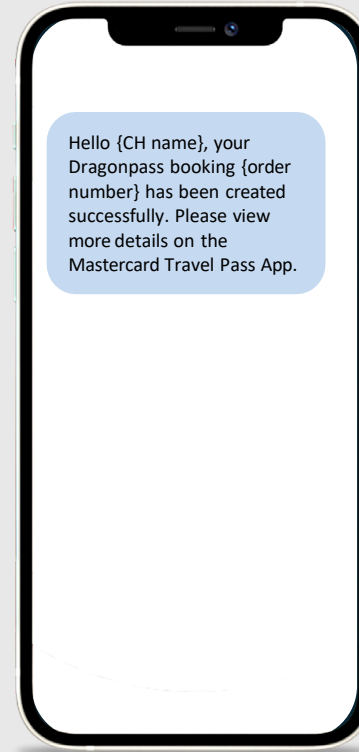 Hello {CH name}, your
Dragonpass booking {order
number} has been created
successfully. Please view
more details on the
Mastercard Travel Pass App.